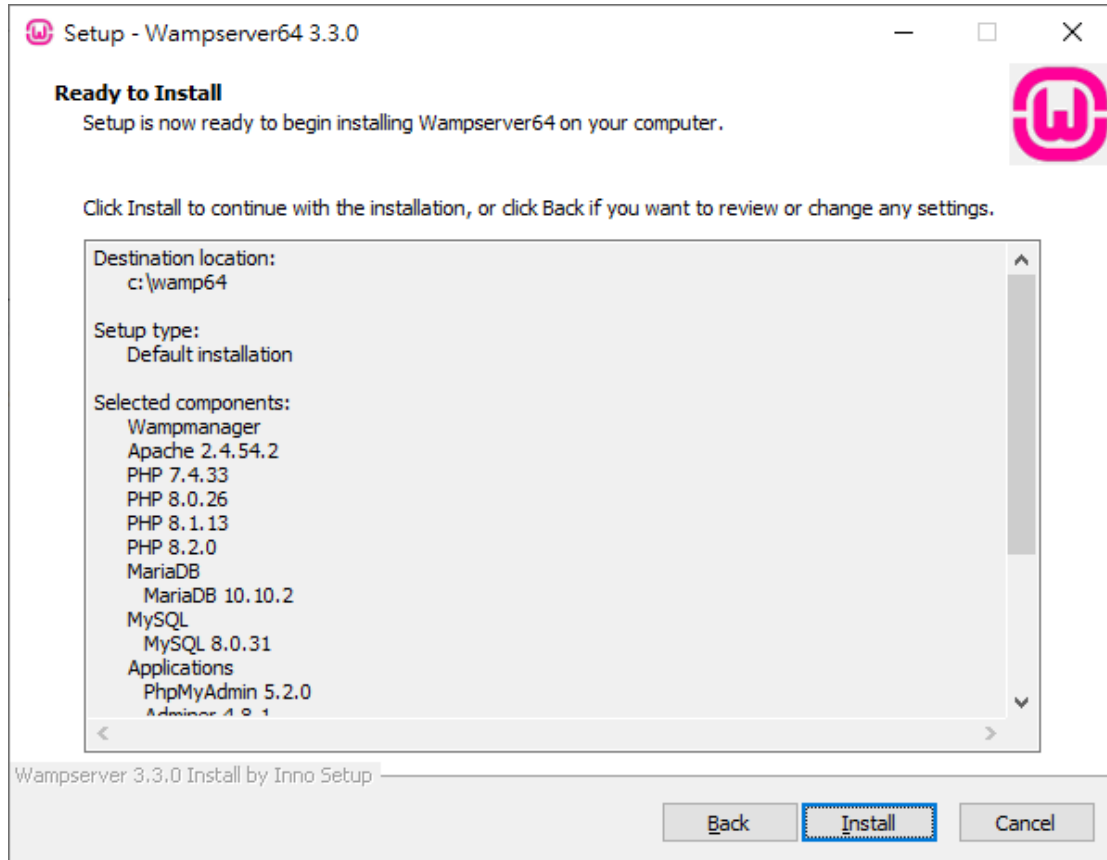 Setup - Wampserver64 3.3.0
Ready to Install
Setup is now ready to begin installing Wampserver64 on your computer.
Click Install to continue with the installation, or click Back if you want to review or change any settings.
Destination location:
c:\wamp64
Setup type:
Default installation
Selected components:
Wampmanager
Apache 2.4.54.2
PHP 7.4.33
PHP 8.0.26
PHP 8.1.13
PHP 8.2.0
MariaDB
MariaDB 10.10.2
MySQL
MySQL 8.0.31
Applications
PhpMyAdmin 5.2.0
Adminer 4.8.1
Wampserver 3.3.0 Install by Inno Setup
Back
Install
Cancel